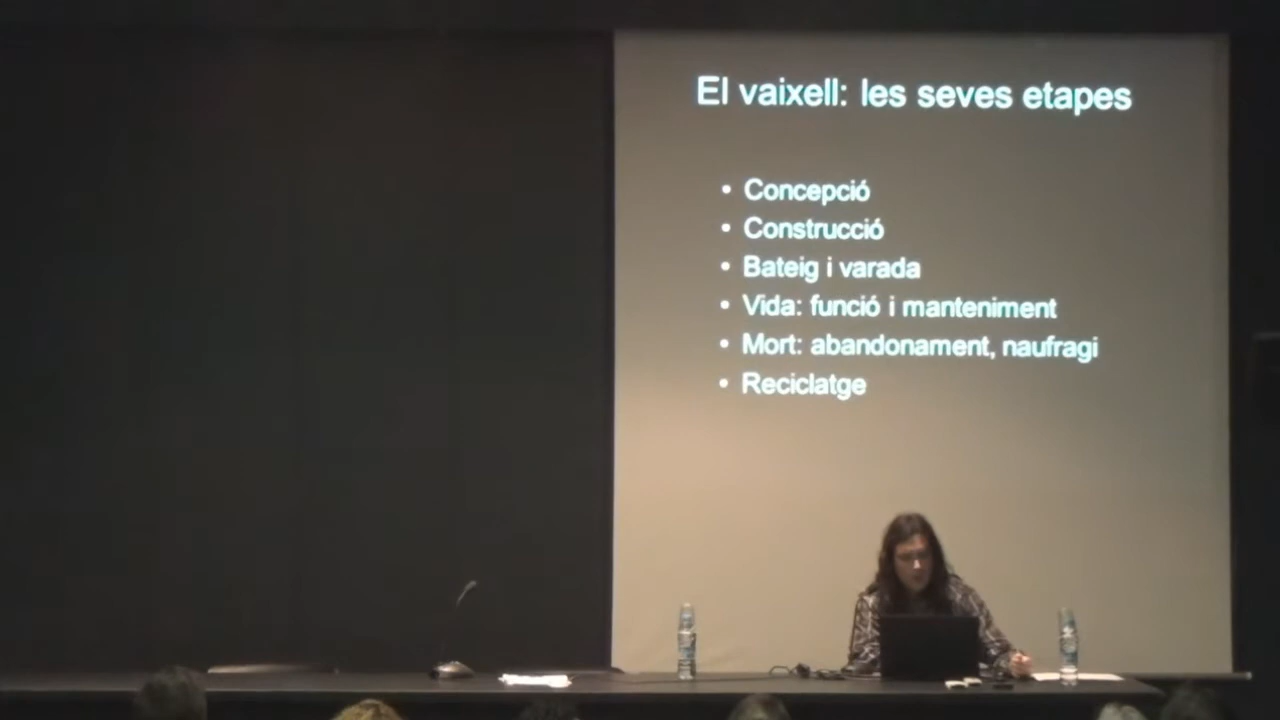 El vaixell: les seves etapes
• Concepció
• Construcció
• Bateig i varada
• Vida: funció i manteniment
• Mort: abandonament, naufragi
• Reciclatge